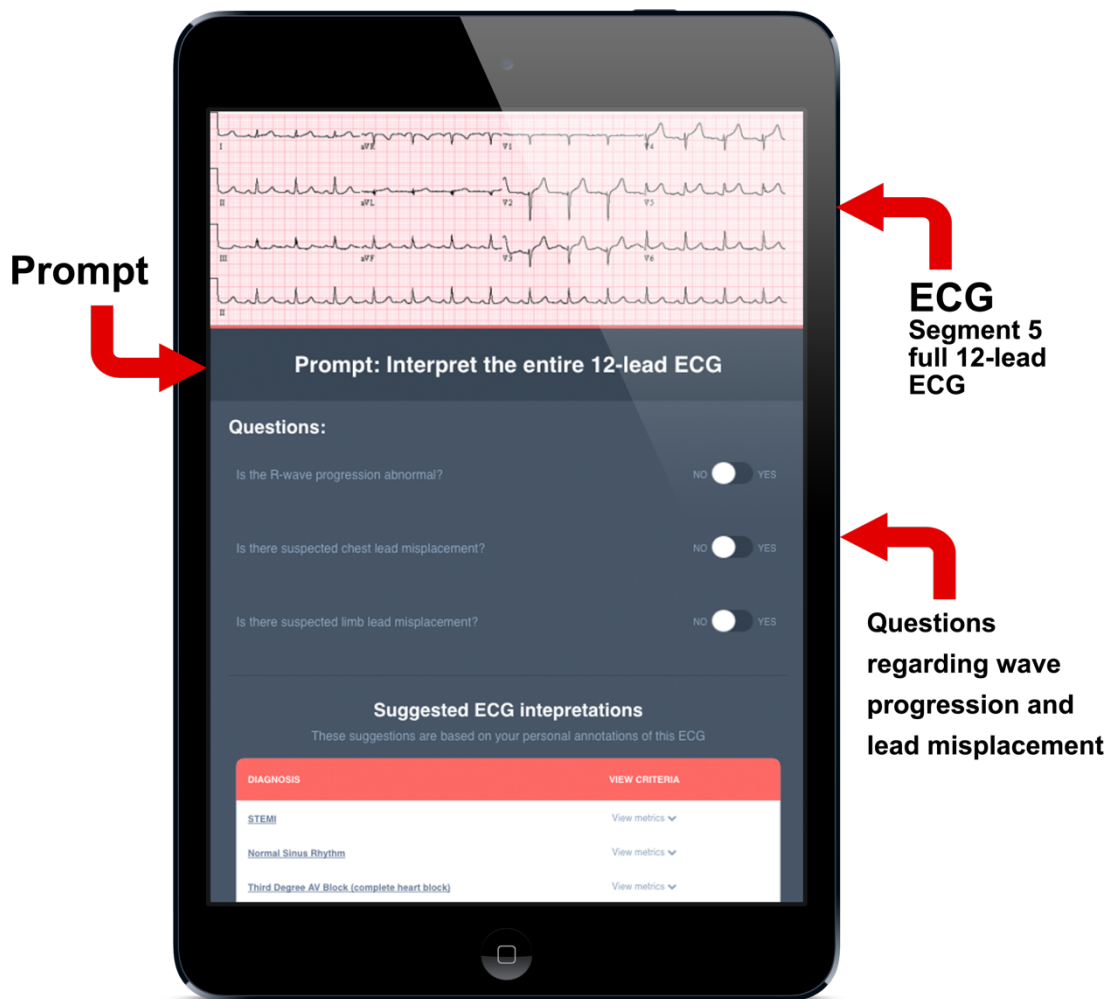 I aVR V1 V4
II aVL V2 V5
III aVF V3 V6
II
Prompt
ECG
Segment 5
full 12-lead
ECG
Prompt: Interpret the entire 12-lead ECG
Questions:
Is the R-wave progression abnormal? NO YES
Is there suspected chest lead misplacement? NO YES
Is there suspected limb lead misplacement? NO YES
Questions
regarding wave
progression and
lead misplacement
Suggested ECG intepretations
These suggestions are based on your personal annotations of this ECG
DIAGNOSIS VIEW CRITERIA
STEMI View metrics
Normal Sinus Rhythm View metrics
Third Degree AV Block (complete heart block) View metrics